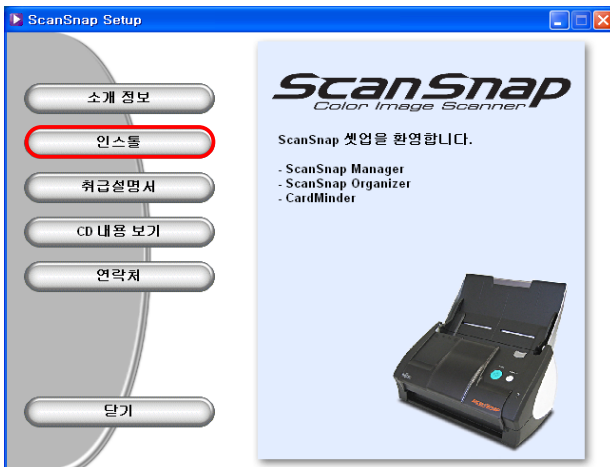 ScanSnap Setup
소개 정보
인스톨
취급설명서
CD 내용 보기
연락처
닫기
ScanSnap
Color Image Scanner
ScanSnap 셋업을 환영합니다.
- ScanSnap Manager
- ScanSnap Organizer
- CardMinder
ScanSnap